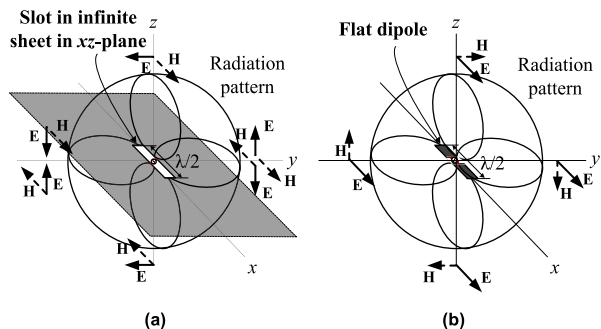 Slot in infinite
sheet in xz-plane
z
H
E
Radiation
pattern
H
E
E
H
λ/2
E
y
E
H
H
E
H
E
x
(a)
Flat dipole
z
H
E
Radiation
pattern
H
E
λ/2
y
H
E
H
E
x
(b)